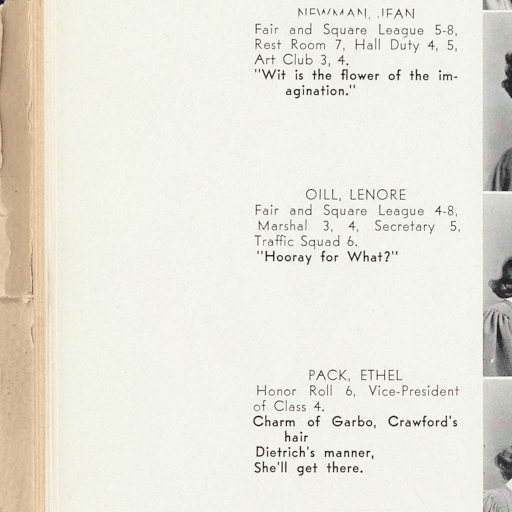 NEWMAN, JEAN
Fair and Square League 5-8,
Rest Room 7, Hall Duty 4, 5,
Art Club 3, 4.
"Wit is the flower of the im-
agination."
OILL, LENORE
Fair and Square League 4-8,
Marshal 3, 4, Secretary 5,
Traffic Squad 6.
"Hooray for What?"
PACK, ETHEL
Honor Roll 6, Vice-President
of Class 4.
Charm of Garbo, Crawford's
hair
Dietrich's manner,
She'll get there.